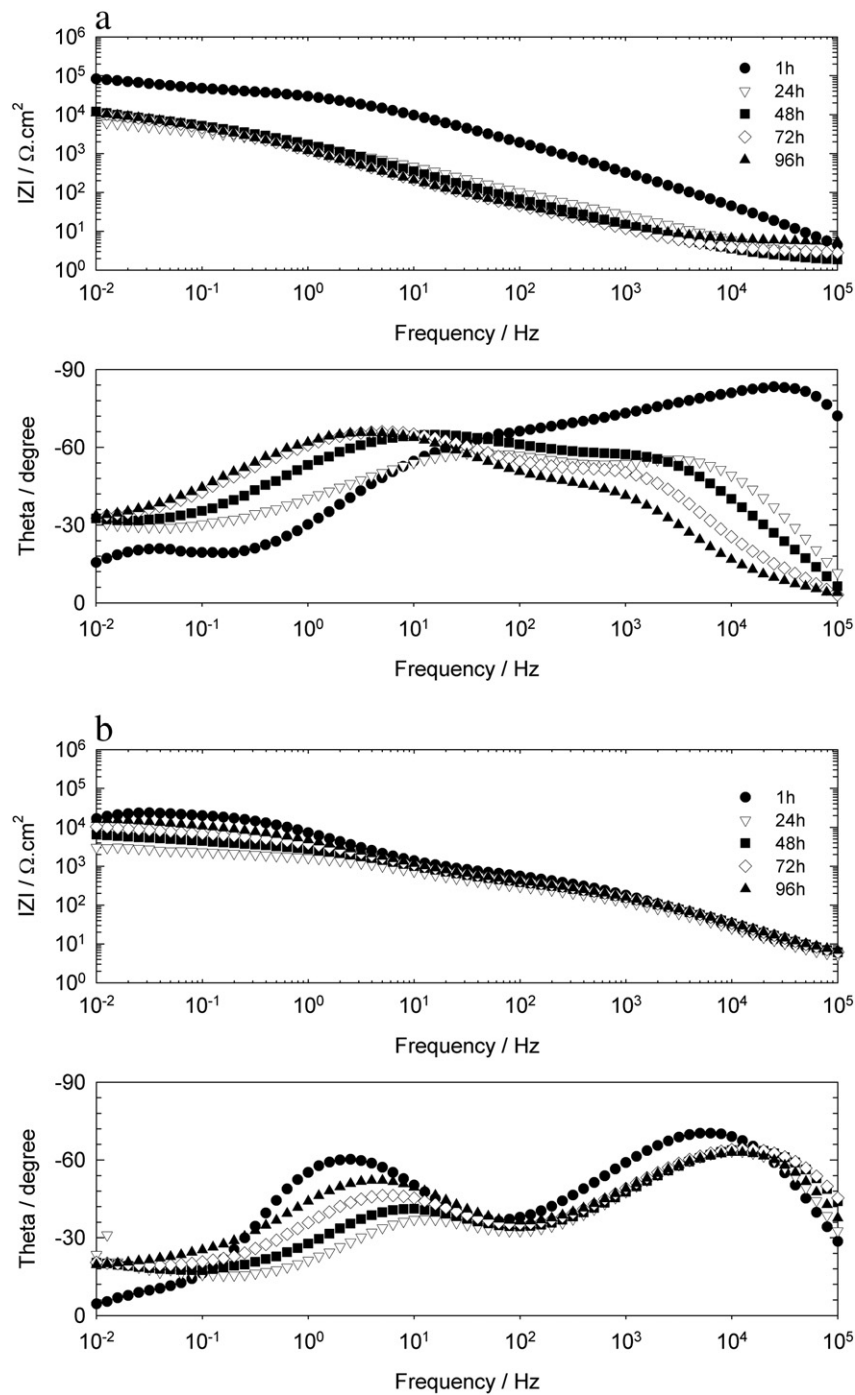 a
10^6
10^5
10^4
10^3
10^2
10^1
10^0
|Z| / Ω.cm^2
1h
24h
48h
72h
96h
10^-2 10^-1 10^0 10^1 10^2 10^3 10^4 10^5
Frequency / Hz
-90
-60
-30
0
Theta / degree
10^-2 10^-1 10^0 10^1 10^2 10^3 10^4 10^5
Frequency / Hz
b
10^6
10^5
10^4
10^3
10^2
10^1
10^0
|Z| / Ω.cm^2
1h
24h
48h
72h
96h
10^-2 10^-1 10^0 10^1 10^2 10^3 10^4 10^5
Frequency / Hz
-90
-60
-30
0
Theta / degree
10^-2 10^-1 10^0 10^1 10^2 10^3 10^4 10^5
Frequency / Hz